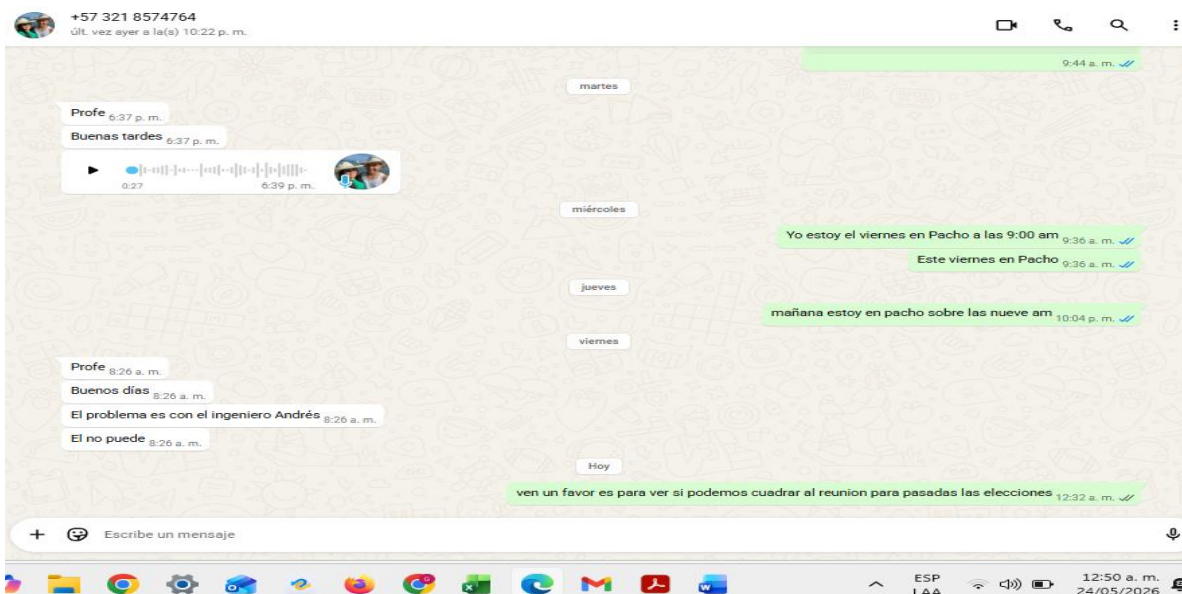 +57 321 8574764
últ. vez ayer a la(s) 10:22 p. m.
9:44 a. m.
martes
Profe 6:37 p. m.
Buenas tardes 6:37 p. m.
0:27 6:39 p. m.
miércoles
Yo estoy el viernes en Pacho a las 9:00 am 9:36 a. m.
Este viernes en Pacho 9:36 a. m.
jueves
mañana estoy en pacho sobre las nueve am 10:04 p. m.
viernes
Profe 8:26 a. m.
Buenos días 8:26 a. m.
El problema es con el ingeniero Andrés 8:26 a. m.
El no puede 8:26 a. m.
Hoy
ven un favor es para ver si podemos cuadrar al reunion para pasadas las elecciones 12:32 a. m.
Escribe un mensaje
ESP 12:50 a. m.
LAA 24/05/2026